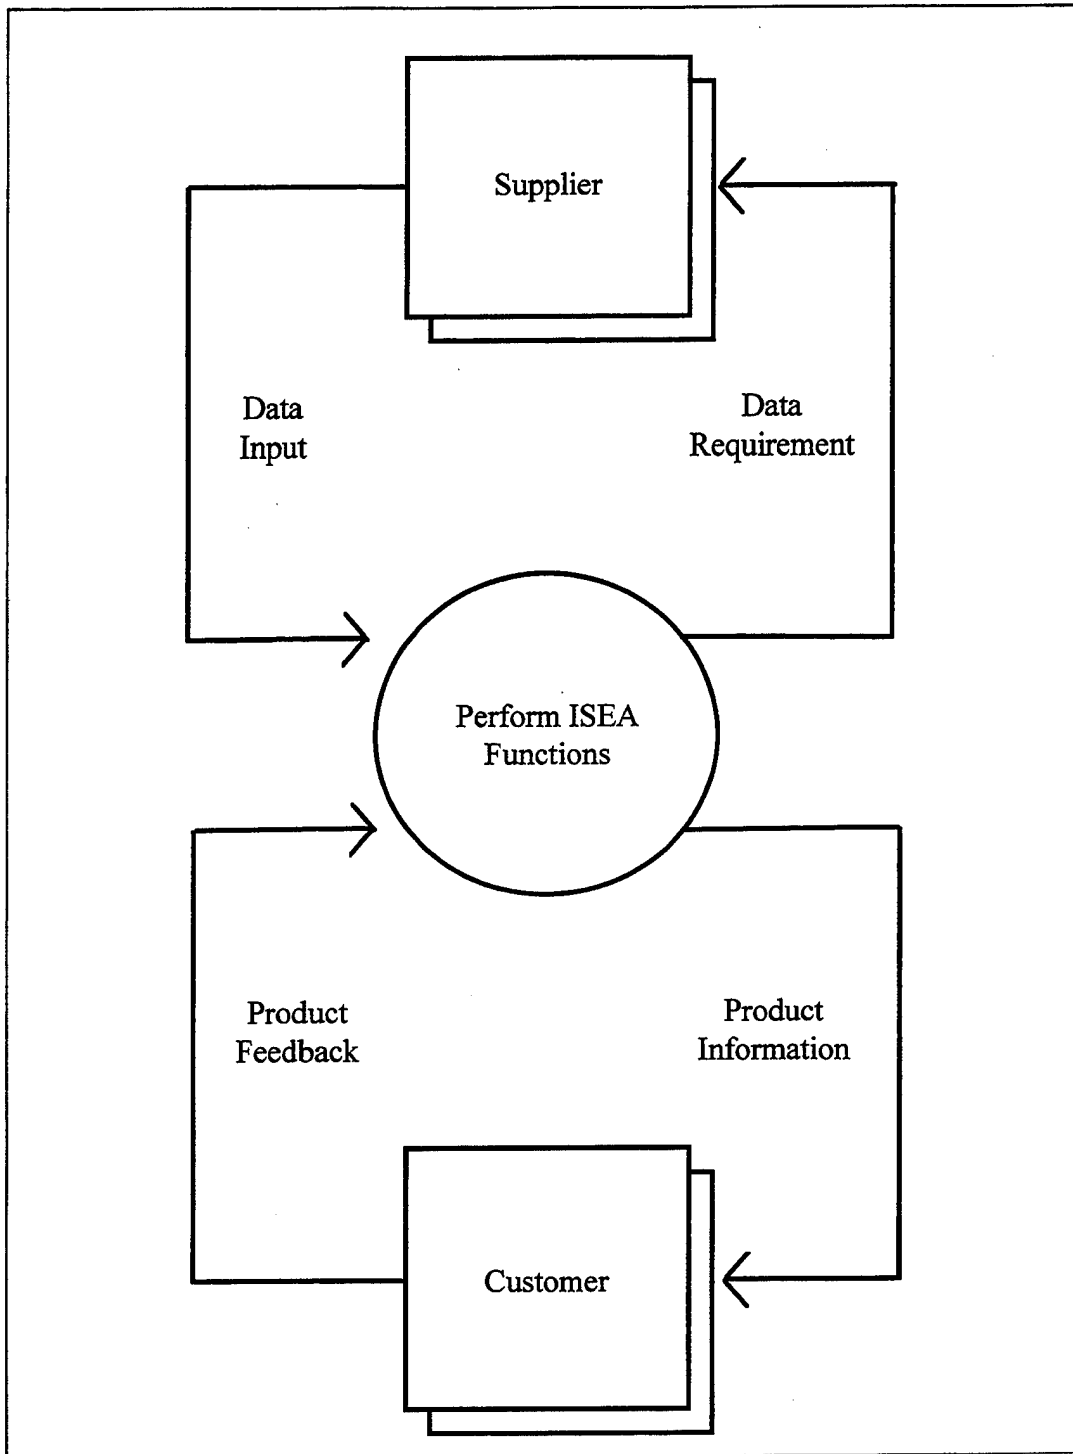 Supplier
Data
Input
Data
Requirement
Perform ISEA
Functions
Product
Feedback
Product
Information
Customer